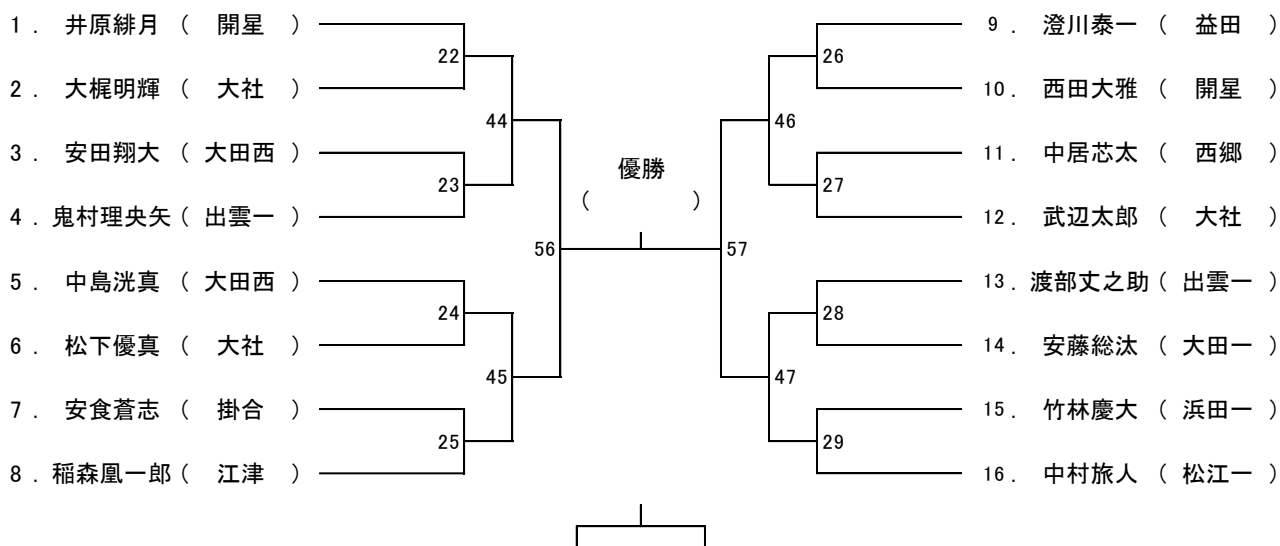 1. 井原緋月 ( 開星 )
22
2. 大梶明輝 ( 大社 )
44
3. 安田翔大 ( 大田西 )
23
4. 鬼村理央矢 ( 出雲一 )
56
5. 中島洸真 ( 大田西 )
24
6. 松下優真 ( 大社 )
45
7. 安食蒼志 ( 掛合 )
25
8. 稲森凰一郎 ( 江津 )
優勝
( )
9. 澄川泰一 ( 益田 )
26
10. 西田大雅 ( 開星 )
46
11. 中居芯太 ( 西郷 )
27
12. 武辺太郎 ( 大社 )
57
13. 渡部丈之助 ( 出雲一 )
28
14. 安藤総汰 ( 大田一 )
47
15. 竹林慶大 ( 浜田一 )
29
16. 中村旅人 ( 松江一 )